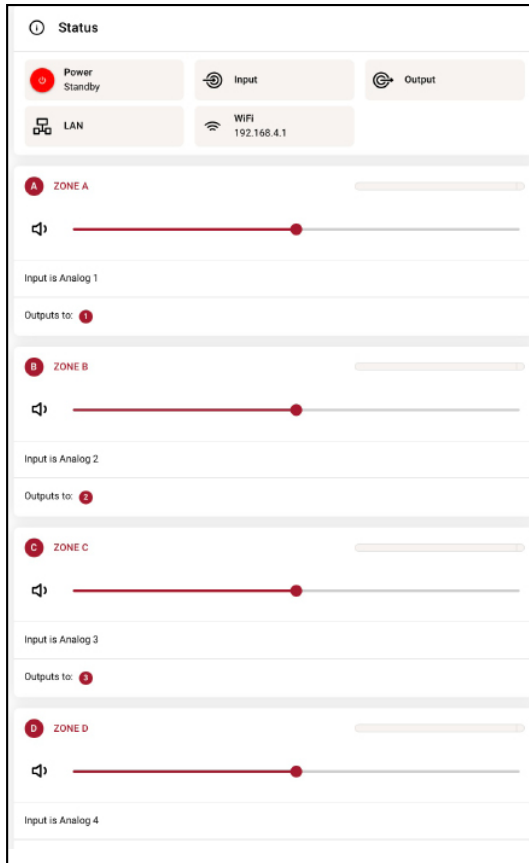 Status
Power
Standby
Input
Output
LAN
WiFi
192.168.4.1
A ZONE A
Input is Analog 1
Outputs to: 1
B ZONE B
Input is Analog 2
Outputs to: 2
C ZONE C
Input is Analog 3
Outputs to: 3
D ZONE D
Input is Analog 4